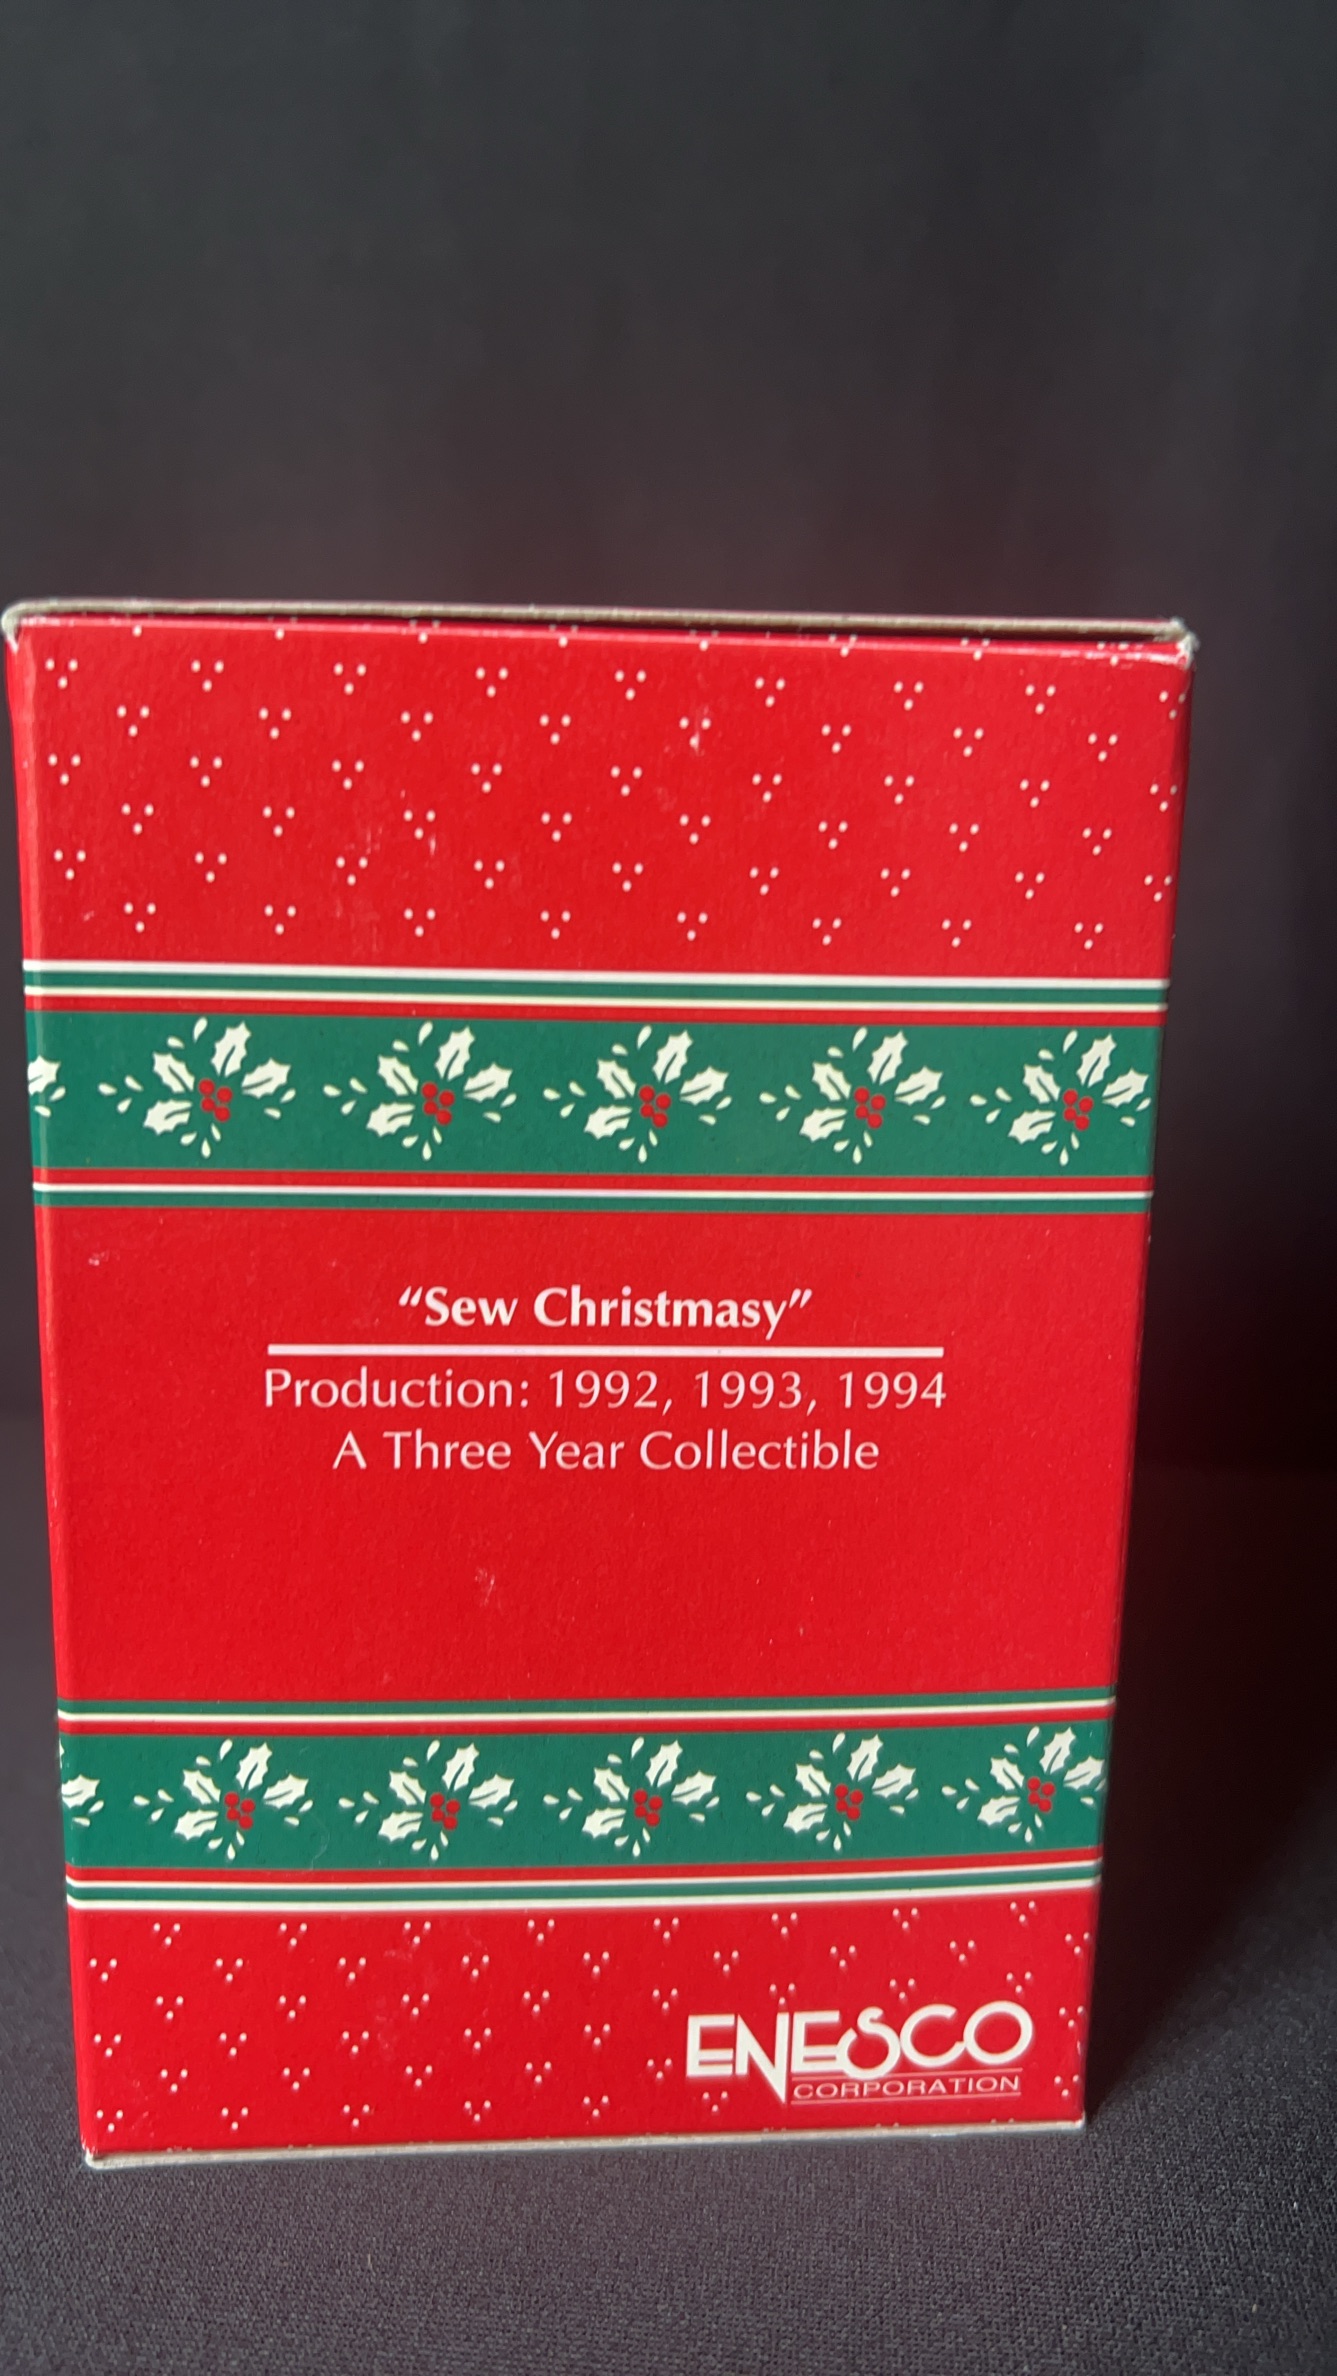 “Sew Christmasy”
Production: 1992, 1993, 1994
A Three Year Collectible
ENESCO
CORPORATION